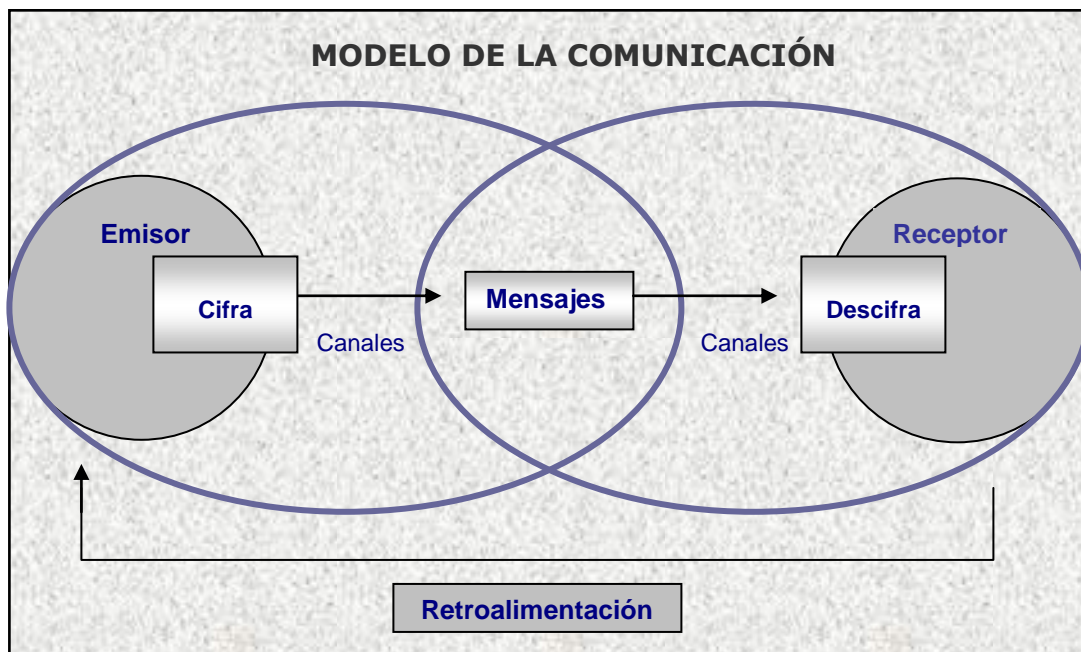 MODELO DE LA COMUNICACIÓN
Emisor
Receptor
Cifra
Mensajes
Descifra
Canales
Canales
Retroalimentación